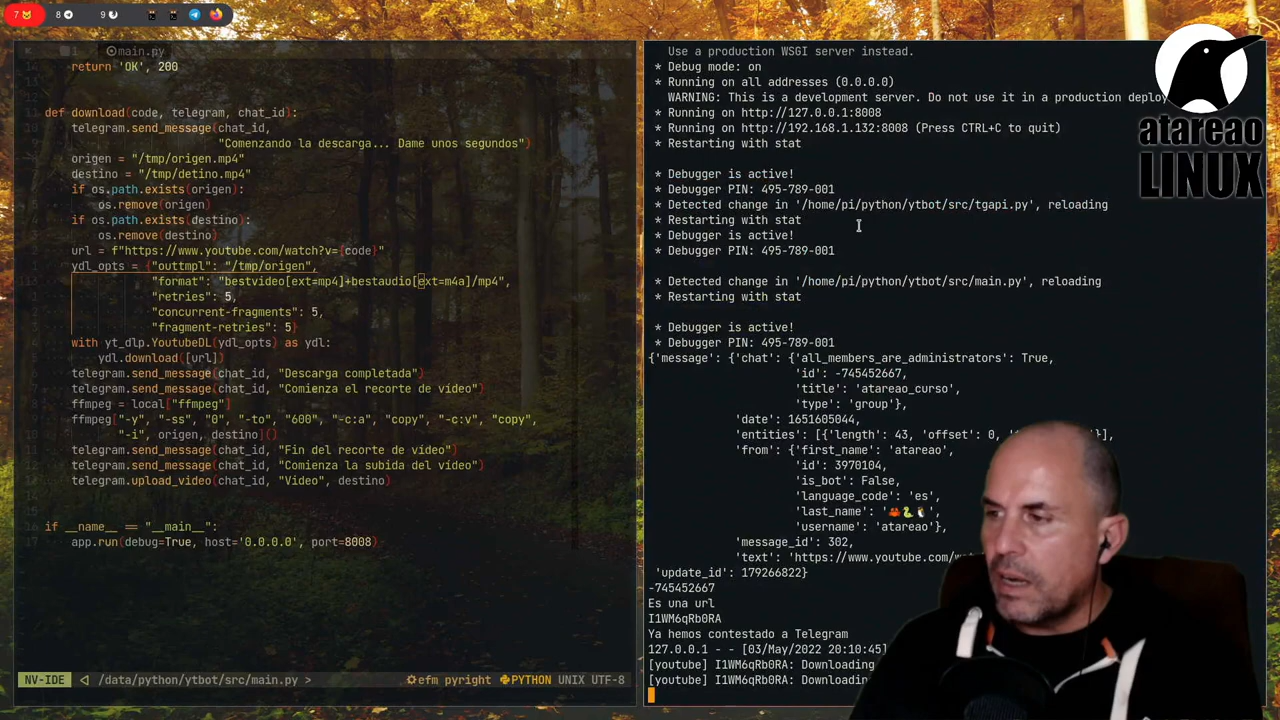 7 8 9
main.py
return 'OK', 200
def download(code, telegram, chat_id):
telegram.send_message(chat_id,
"Comenzando la descarga... Dame unos segundos")
origen = "/tmp/origen.mp4"
destino = "/tmp/detino.mp4"
if os.path.exists(origen):
os.remove(origen)
if os.path.exists(destino):
os.remove(destino)
url = f"https://www.youtube.com/watch?v={code}"
ydl_opts = {"outtmpl": "/tmp/origen",
"format": "bestvideo[ext=mp4]+bestaudio[ext=m4a]/mp4",
"retries": 5,
"concurrent-fragments": 5,
"fragment-retries": 5}
with yt_dlp.YoutubeDL(ydl_opts) as ydl:
ydl.download([url])
telegram.send_message(chat_id, "Descarga completada")
telegram.send_message(chat_id, "Comienza el recorte de vídeo")
ffmpeg = local["ffmpeg"]
ffmpeg["-y", "-ss", "0", "-to", "600", "-c:a", "copy", "-c:v", "copy",
"-i", origen, destino]()
telegram.send_message(chat_id, "Fin del recorte de vídeo")
telegram.send_message(chat_id, "Comienza la subida del vídeo")
telegram.upload_video(chat_id, "Video", destino)
if __name__ == "__main__":
app.run(debug=True, host='0.0.0.0', port=8008)
NV-IDE /data/python/ytbot/src/main.py > efm pyright PYTHON UNIX UTF-8
Use a production WSGI server instead.
* Debug mode: on
* Running on all addresses (0.0.0.0)
WARNING: This is a development server. Do not use it in a production deploy
* Running on http://127.0.0.1:8008
* Running on http://192.168.1.132:8008 (Press CTRL+C to quit)
* Restarting with stat
* Debugger is active!
* Debugger PIN: 495-789-001
* Detected change in '/home/pi/python/ytbot/src/tgapi.py', reloading
* Restarting with stat
* Debugger is active!
* Debugger PIN: 495-789-001
* Detected change in '/home/pi/python/ytbot/src/main.py', reloading
* Restarting with stat
* Debugger is active!
* Debugger PIN: 495-789-001
{'message': {'chat': {'all_members_are_administrators': True,
'id': -745452667,
'title': 'atareao_curso',
'type': 'group'},
'date': 1651605044,
'entities': [{'length': 43, 'offset': 0,
'from': {'first_name': 'atareao',
'id': 3970104,
'is_bot': False,
'language_code': 'es',
'last_name': '🦀🐍🐧',
'username': 'atareao'},
'message_id': 302,
'text': 'https://www.youtube.com/w
'update_id': 179266822}
-745452667
Es una url
I1WM6qRb0RA
Ya hemos contestado a Telegram
127.0.0.1 - - [03/May/2022 20:10:45]
[youtube] I1WM6qRb0RA: Downloading
[youtube] I1WM6qRb0RA: Downloading
atareao
LINUX